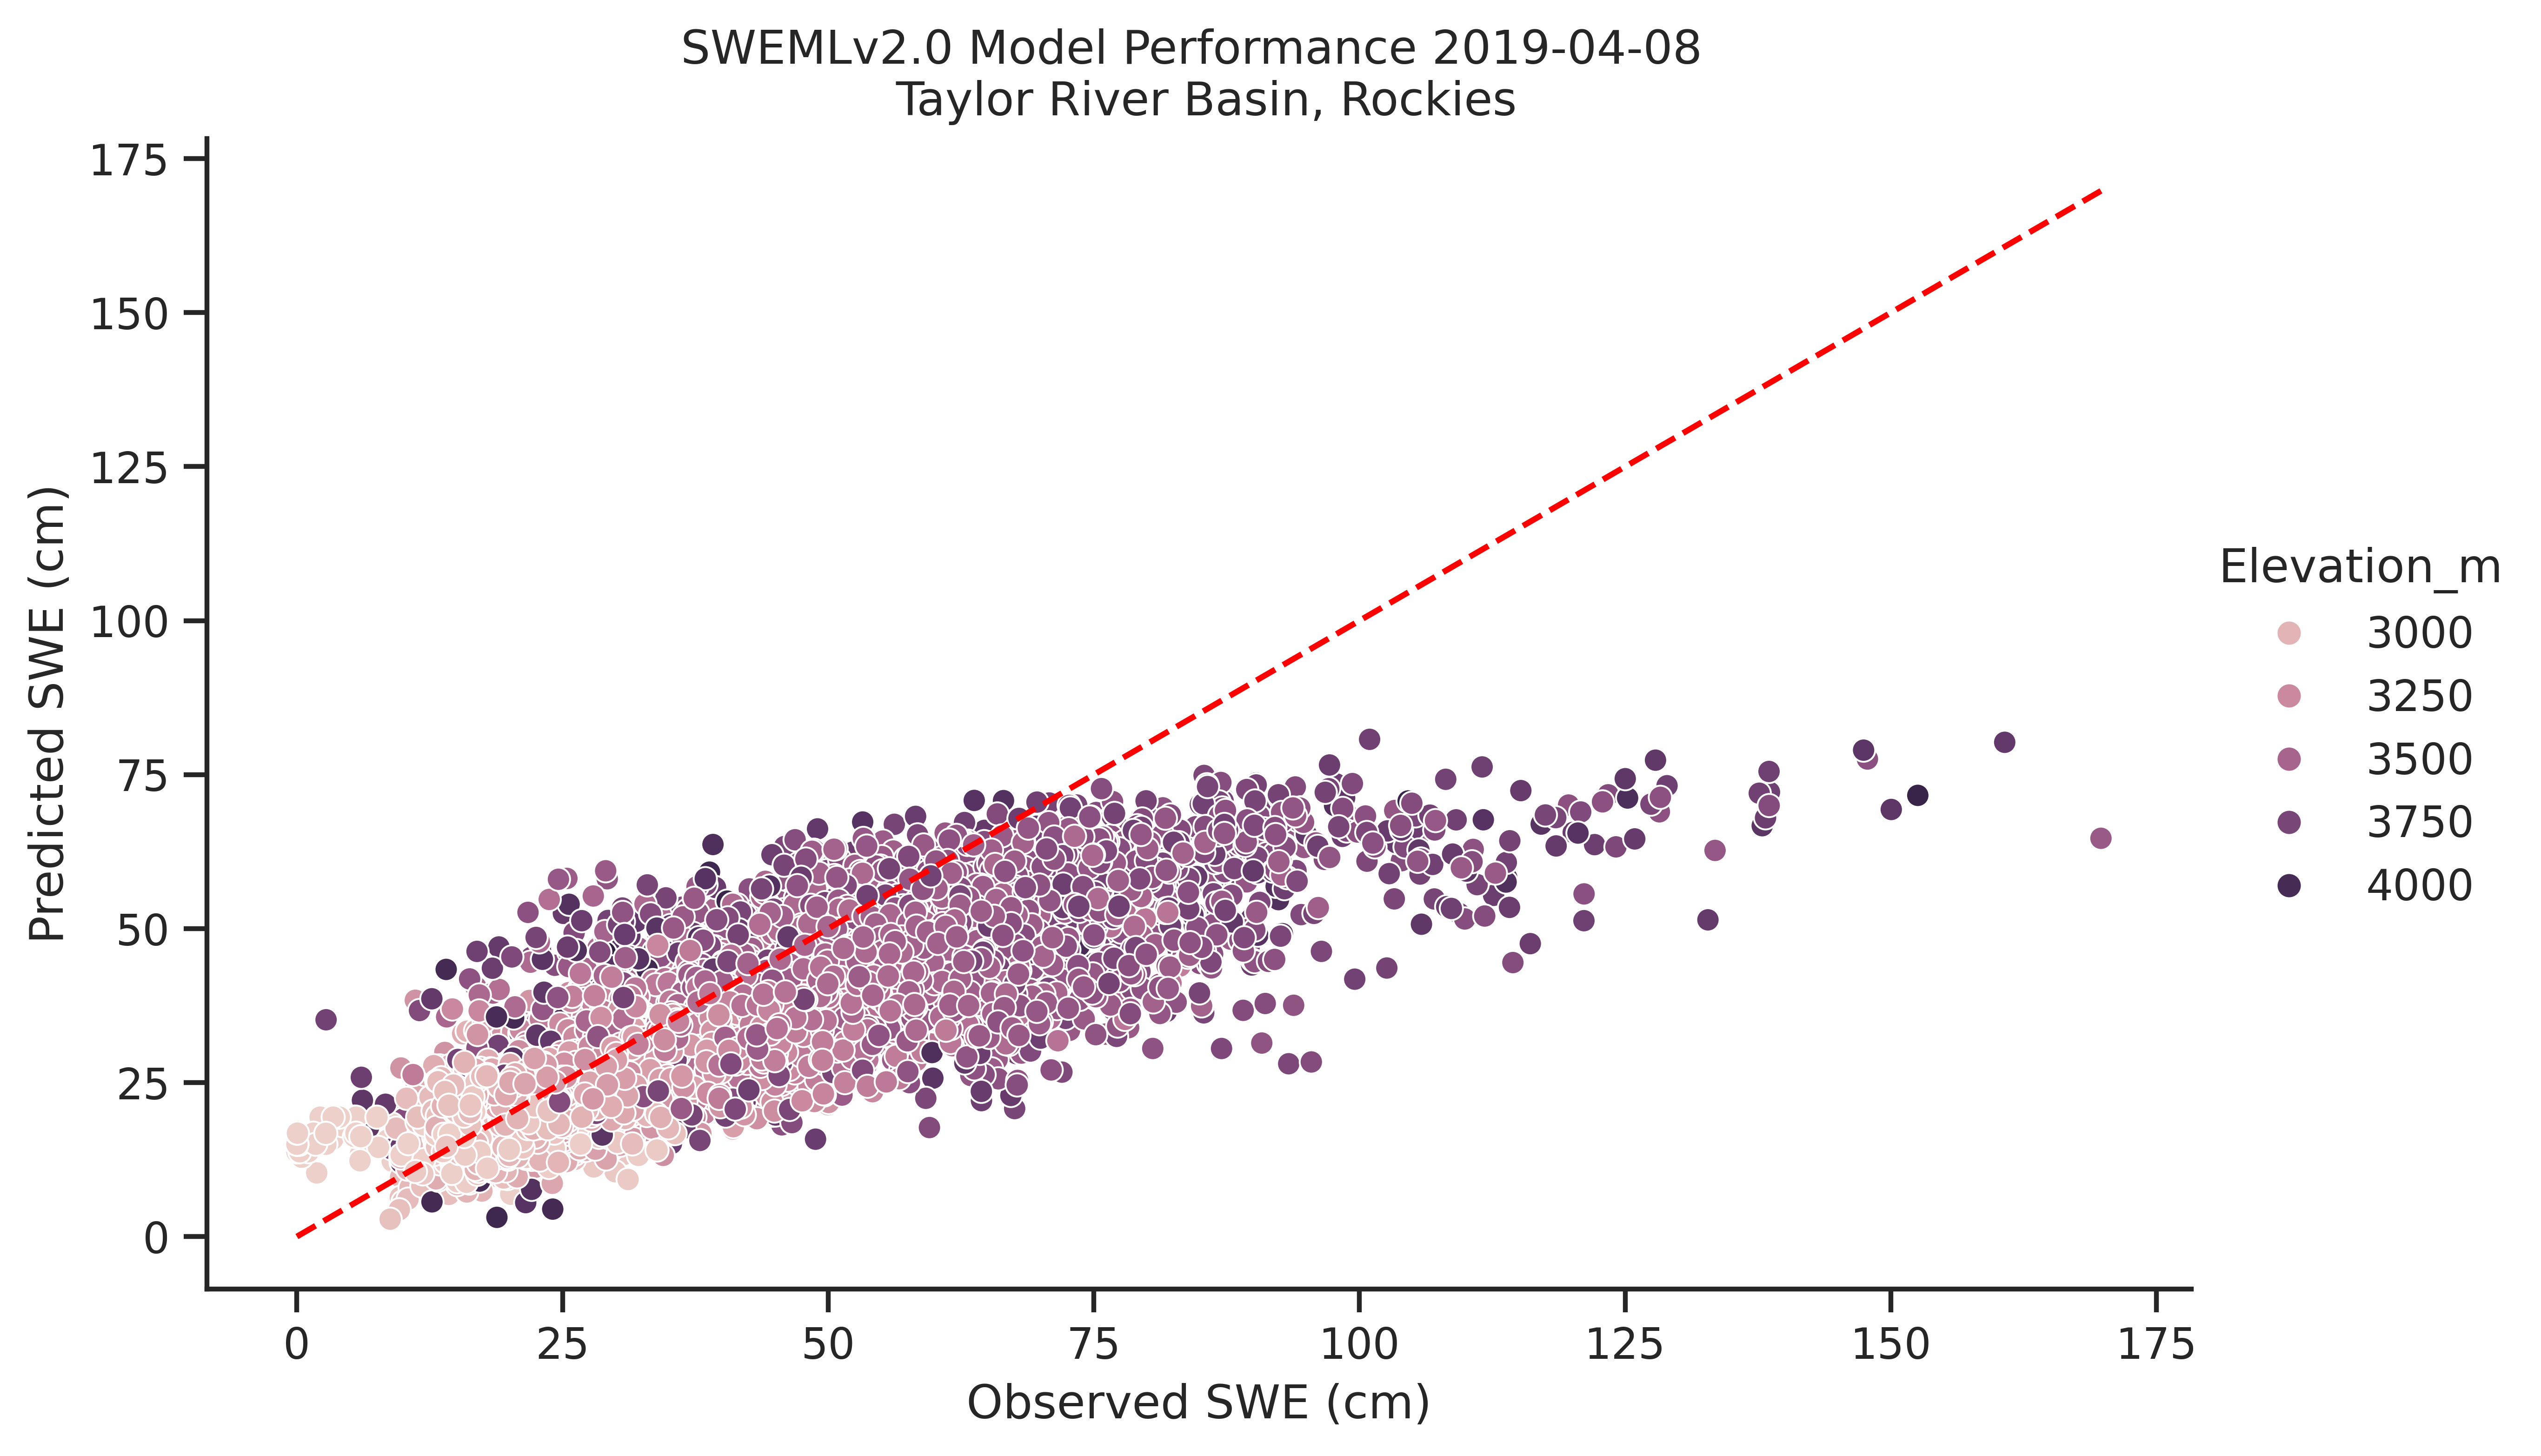 SWEMLv2.0 Model Performance 2019-04-08
Taylor River Basin, Rockies
175
150
125
100
75
50
25
0
Predicted SWE (cm)
0 25 50 75 100 125 150 175
Observed SWE (cm)
Elevation_m
3000
3250
3500
3750
4000